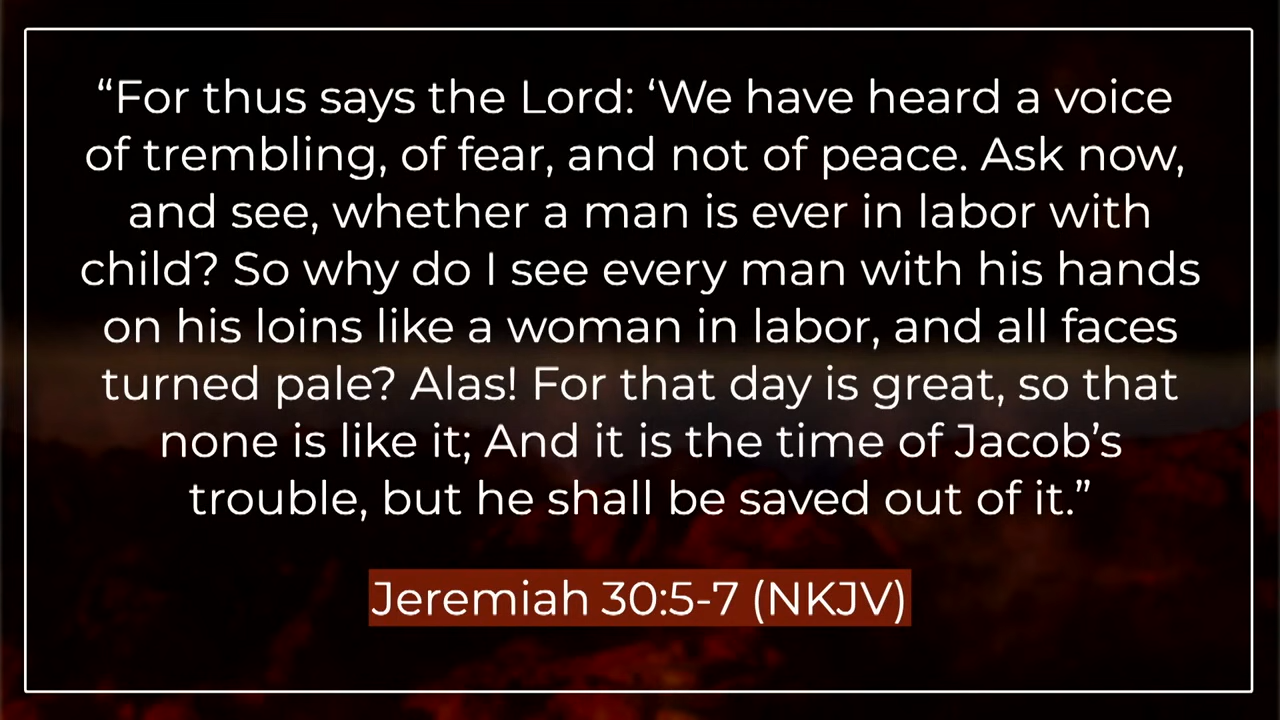 “For thus says the Lord: ‘We have heard a voice
of trembling, of fear, and not of peace. Ask now,
and see, whether a man is ever in labor with
child? So why do I see every man with his hands
on his loins like a woman in labor, and all faces
turned pale? Alas! For that day is great, so that
none is like it; And it is the time of Jacob’s
trouble, but he shall be saved out of it.”
Jeremiah 30:5-7 (NKJV)